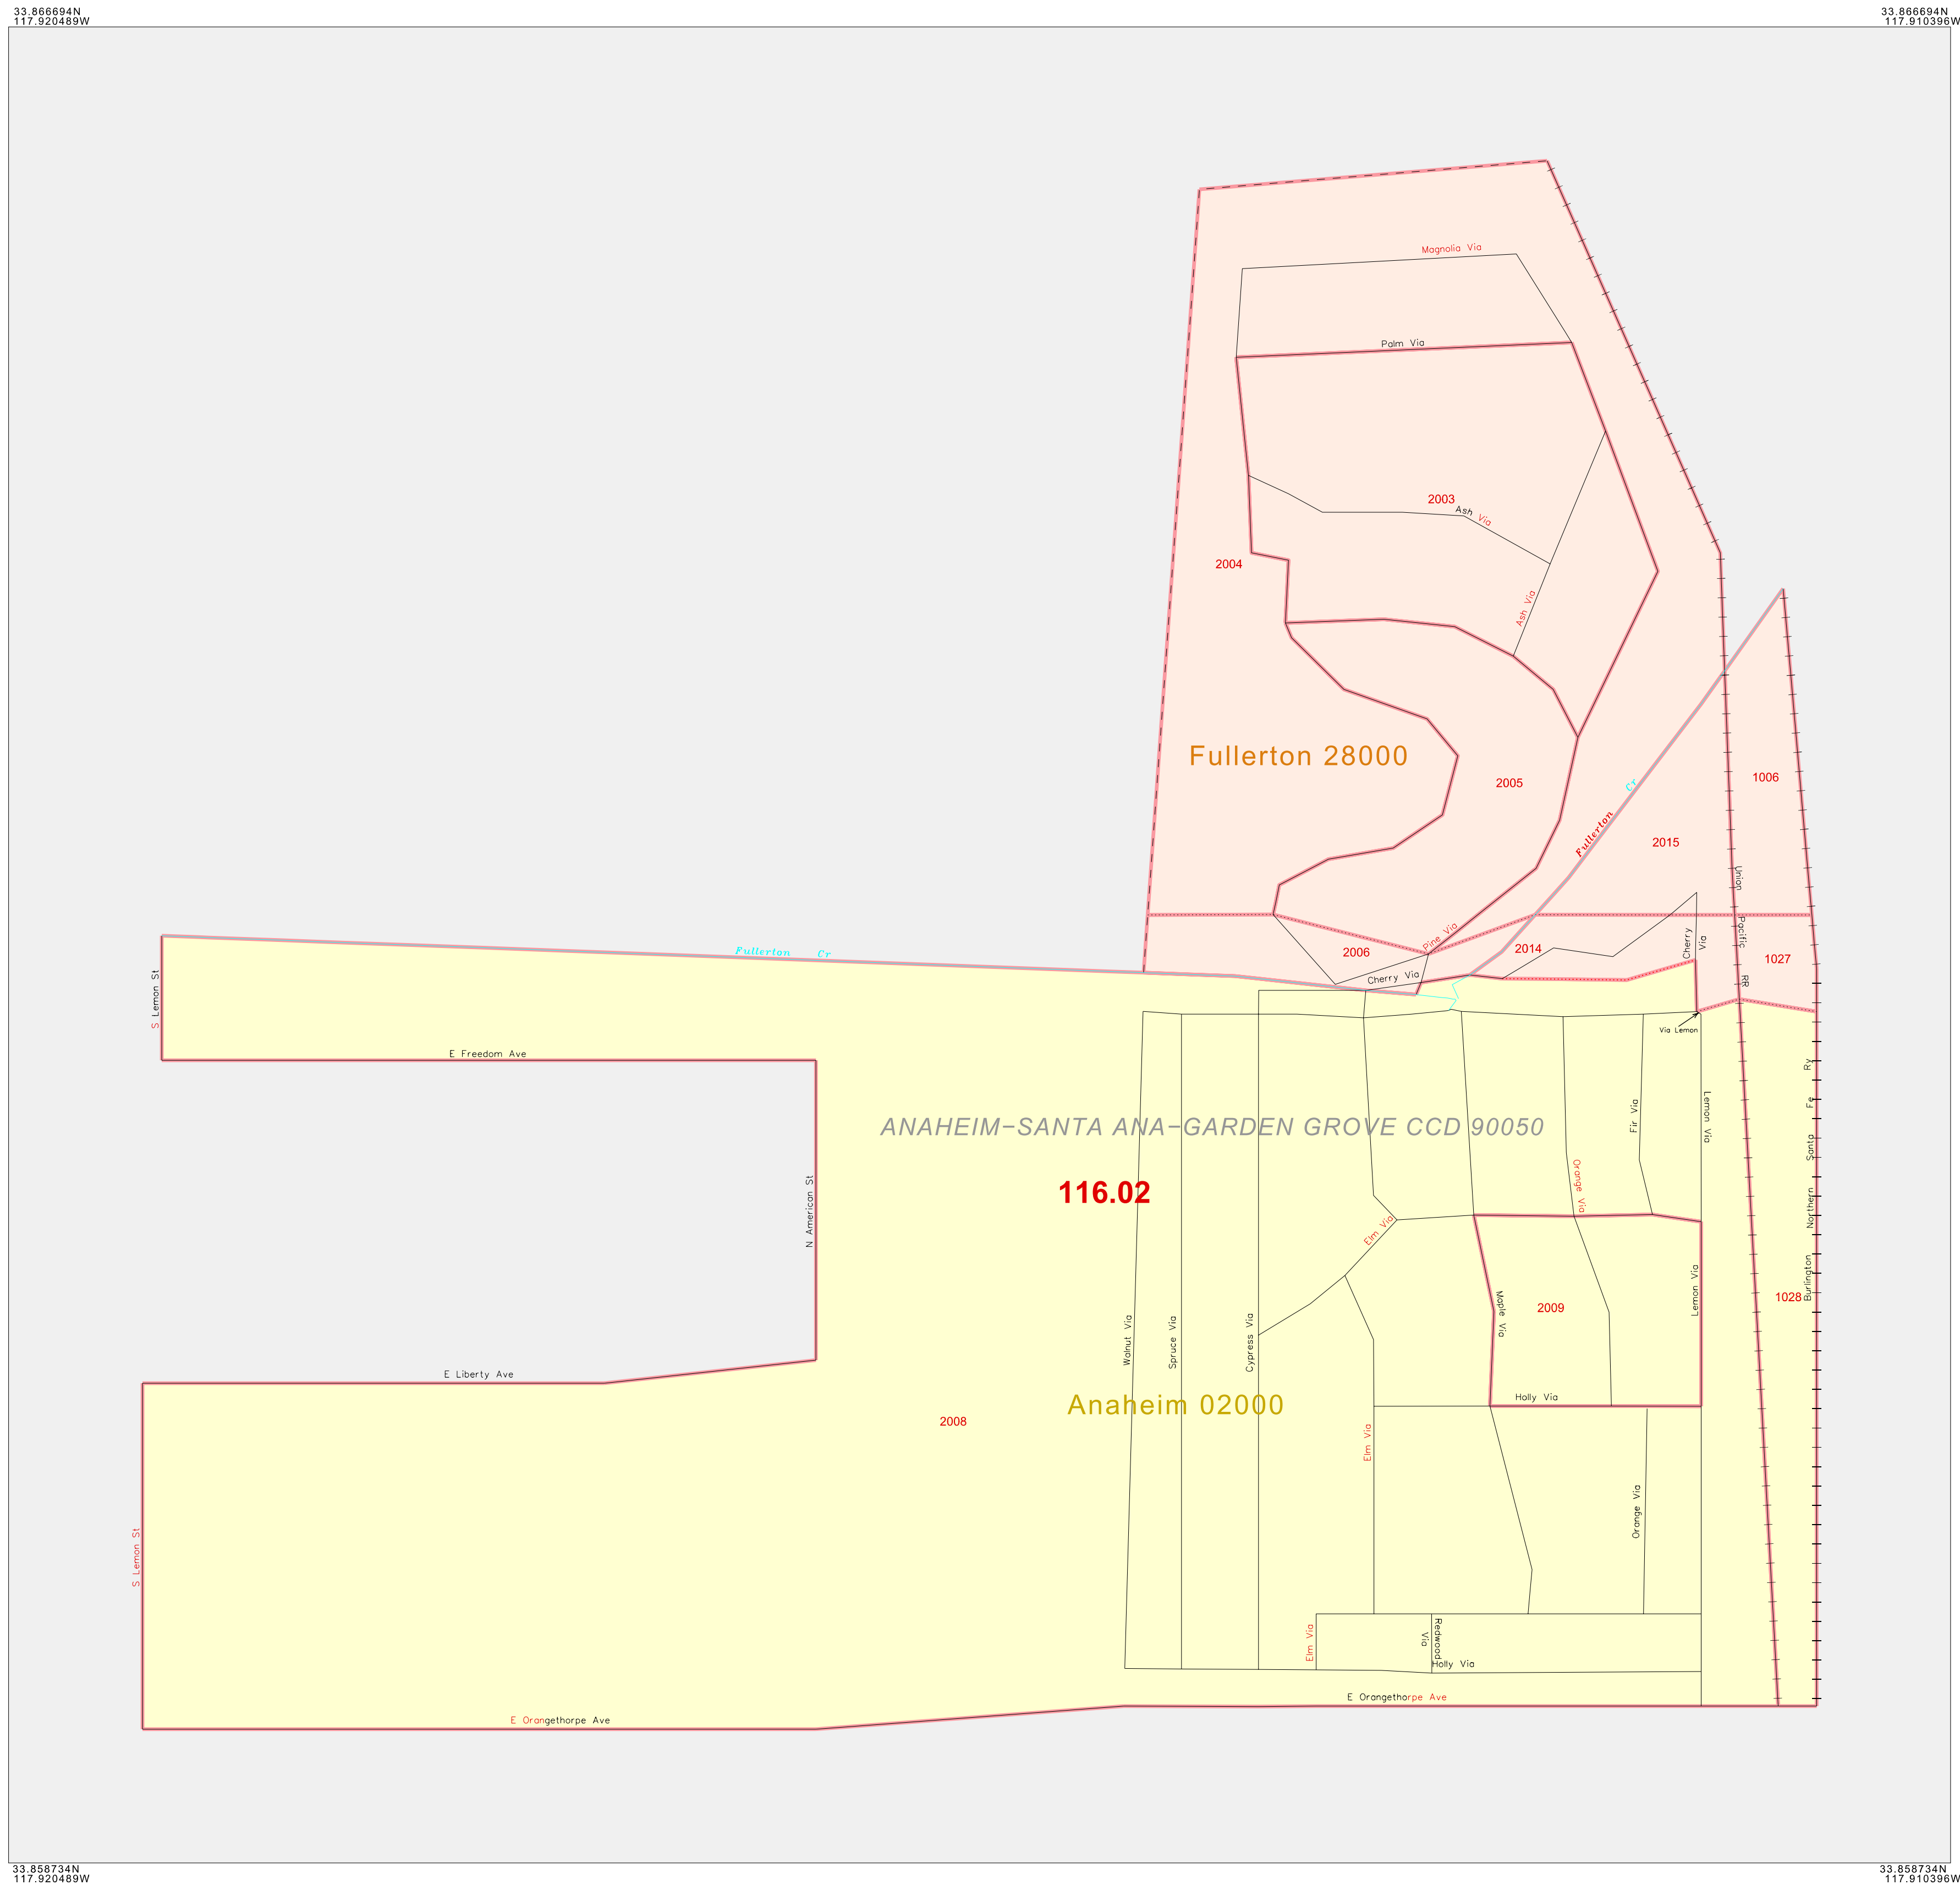 33.866694N
117.920489W
33.866694N
117.910396W
Magnolia Via
Palm Via
2003
Ash Via
2004
Ash Via
Fullerton 28000
1006
2005
Fullerton Cr
2015
Union Pacific RR
Pine Via
2014
Cherry Via
2006
1027
Fullerton Cr
Cherry Via
S Lemon St
Via Lemon
E Freedom Ave
Burlington Northern Santa Fe Ry
Lemon Via
Fir Via
ANAHEIM-SANTA ANA-GARDEN GROVE CCD 90050
116.02
N American St
Orange Via
Elm Via
1028
2009
Lemon Via
Maple Via
Walnut Via
Spruce Via
Cypress Via
E Liberty Ave
Holly Via
Anaheim 02000
2008
Elm Via
Orange Via
S Lemon St
Elm Via
Redwood
Via
Holly Via
E Orangethorpe Ave
E Orangethorpe Ave
33.858734N
117.920489W
33.858734N
117.910396W